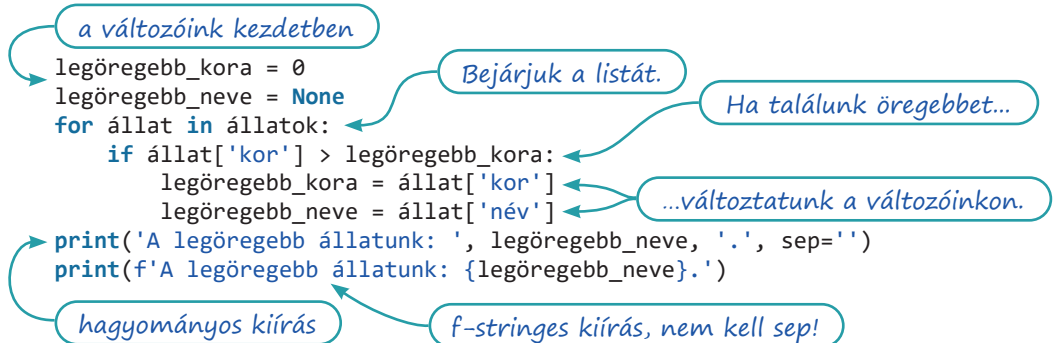 a változóink kezdetben
legöregebb_kora = 0
Bejárjuk a listát.
legöregebb_neve = None
Ha találunk öregebbet...
for állat in állatok:
    if állat['kor'] > legöregebb_kora:
        legöregebb_kora = állat['kor']
...változtatunk a változóinkon.
        legöregebb_neve = állat['név']
print('A legöregebb állatunk: ', legöregebb_neve, '.', sep='')
print(f'A legöregebb állatunk: {legöregebb_neve}.')
hagyományos kiírás
f-stringes kiírás, nem kell sep!